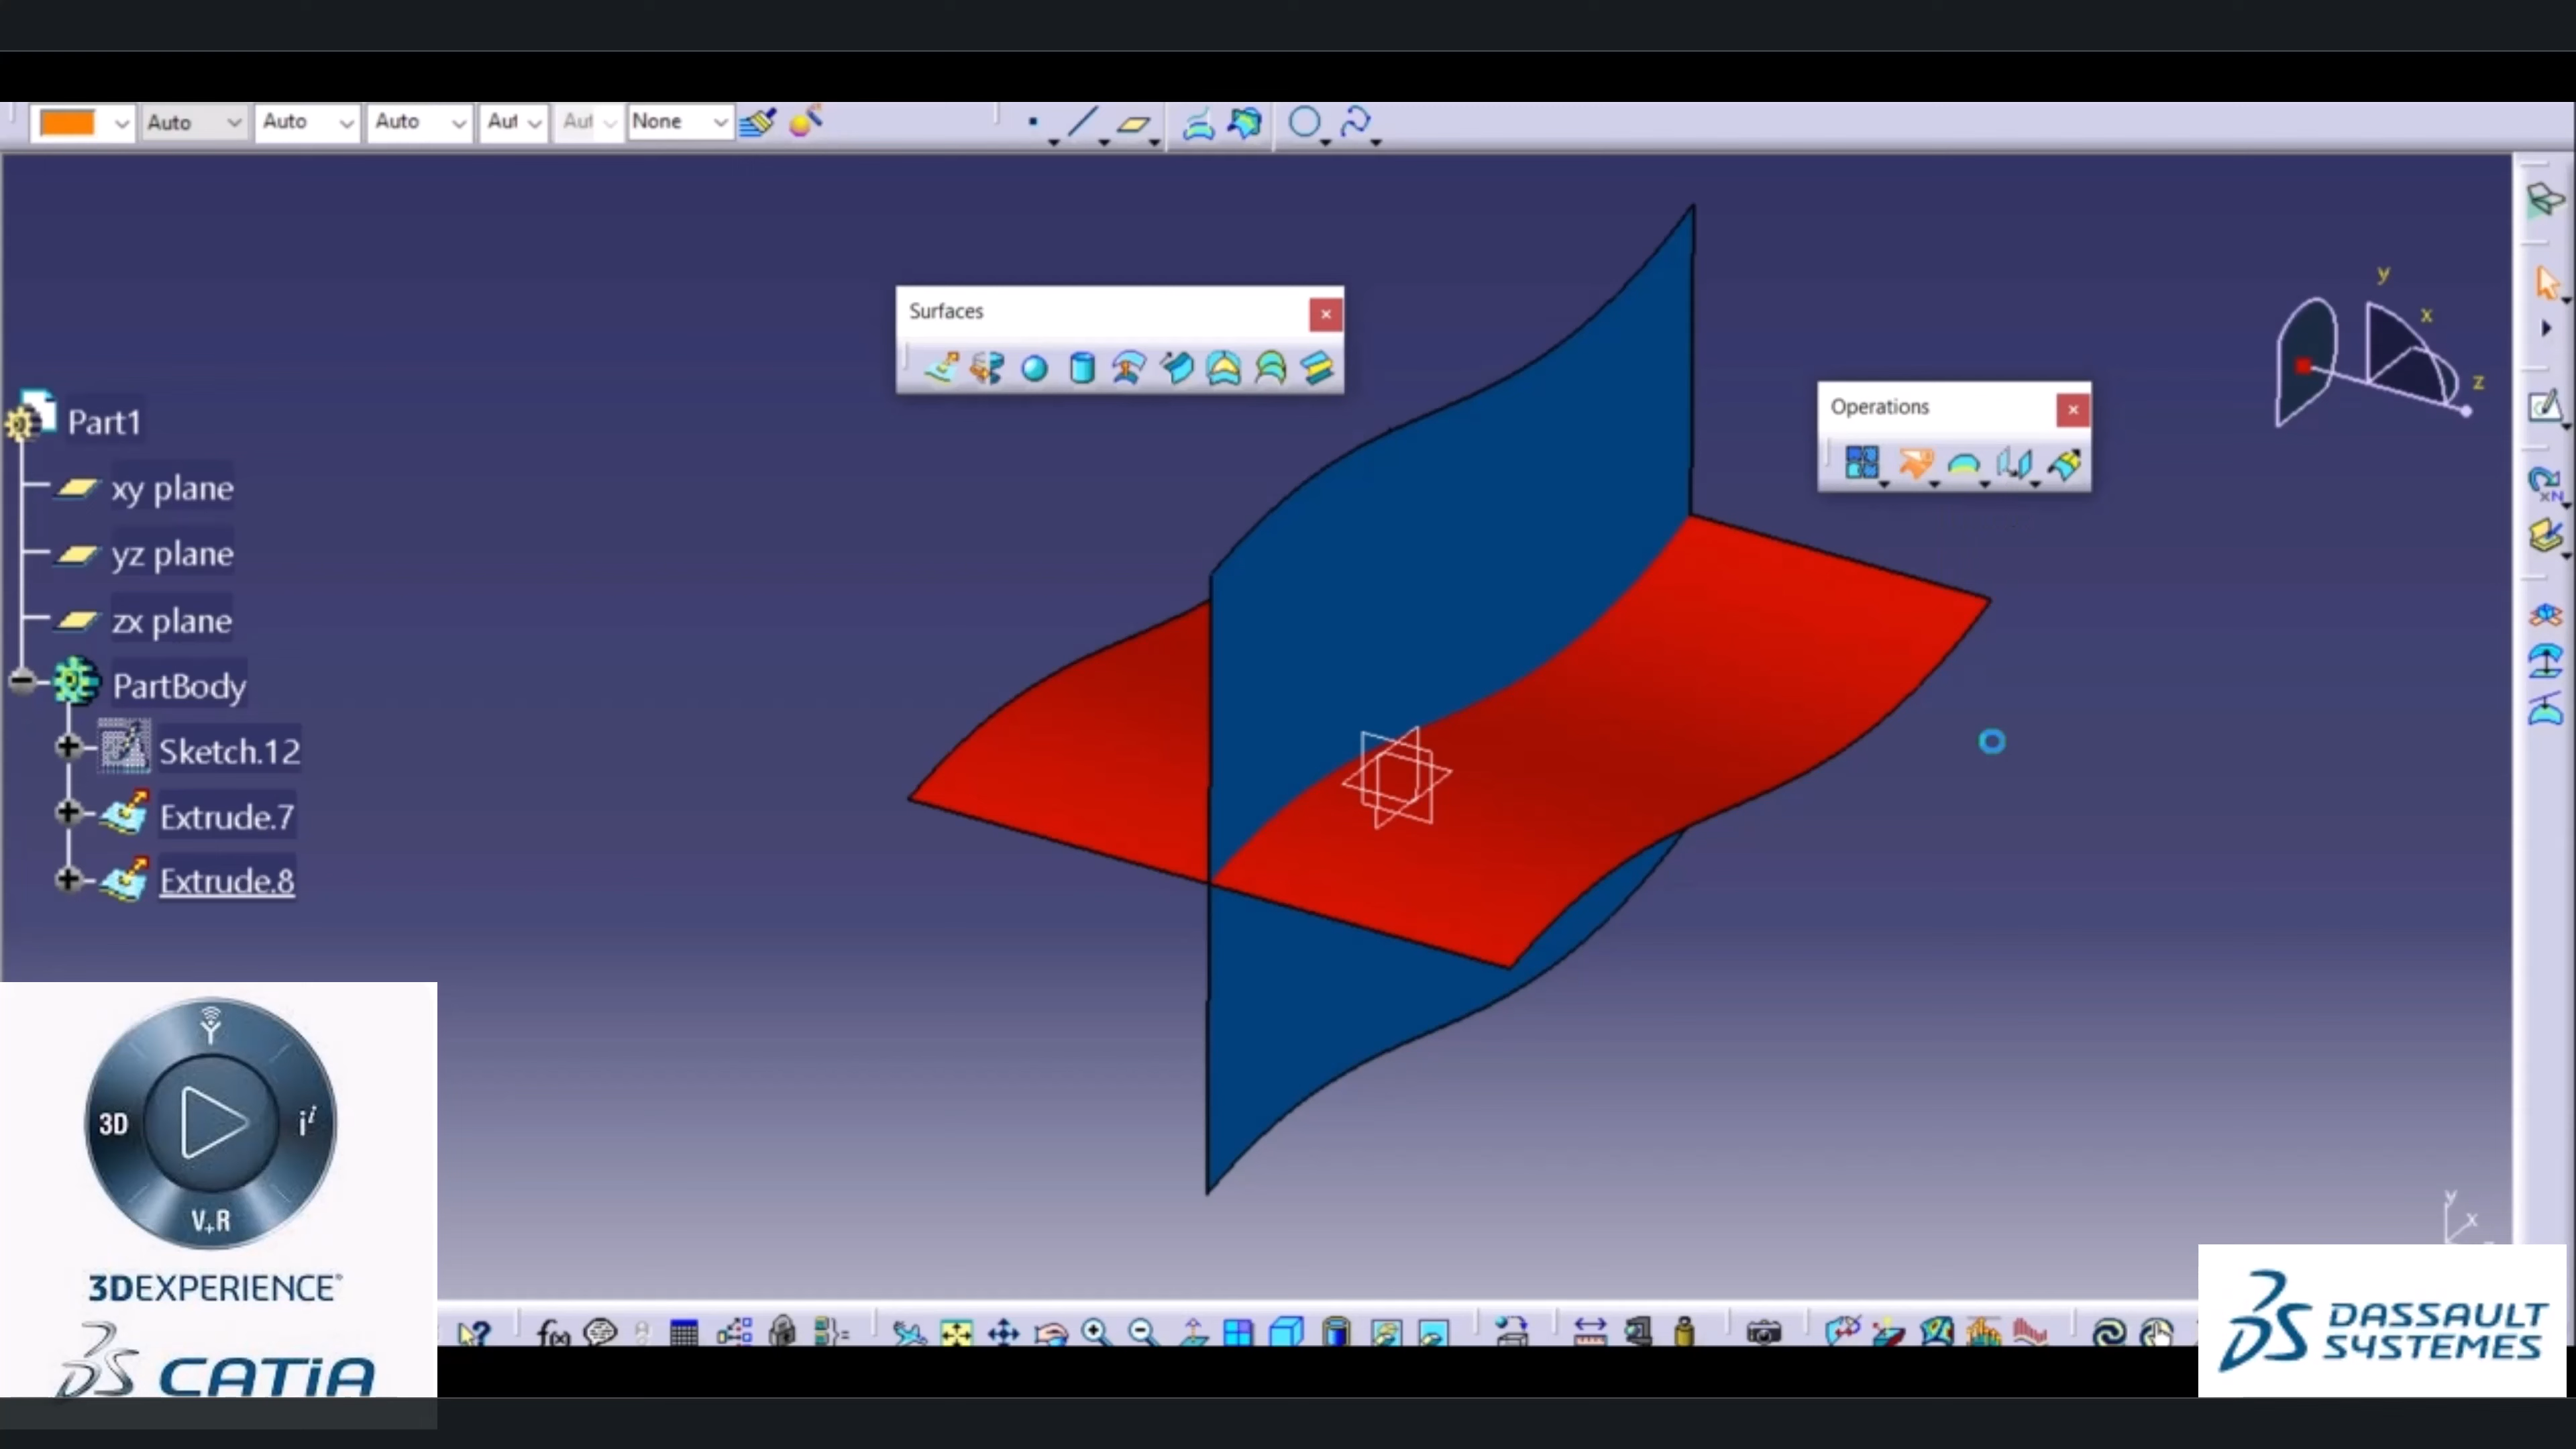 Auto Auto Auto Aut Aut None
Surfaces
Operations
y
x
z
Part1
xy plane
yz plane
zx plane
PartBody
Sketch.12
Extrude.7
Extrude.8
3D
i i
V+R
3DEXPERIENCE®
CATIA
f(x)
y
x
DASSAULT
SYSTEMES